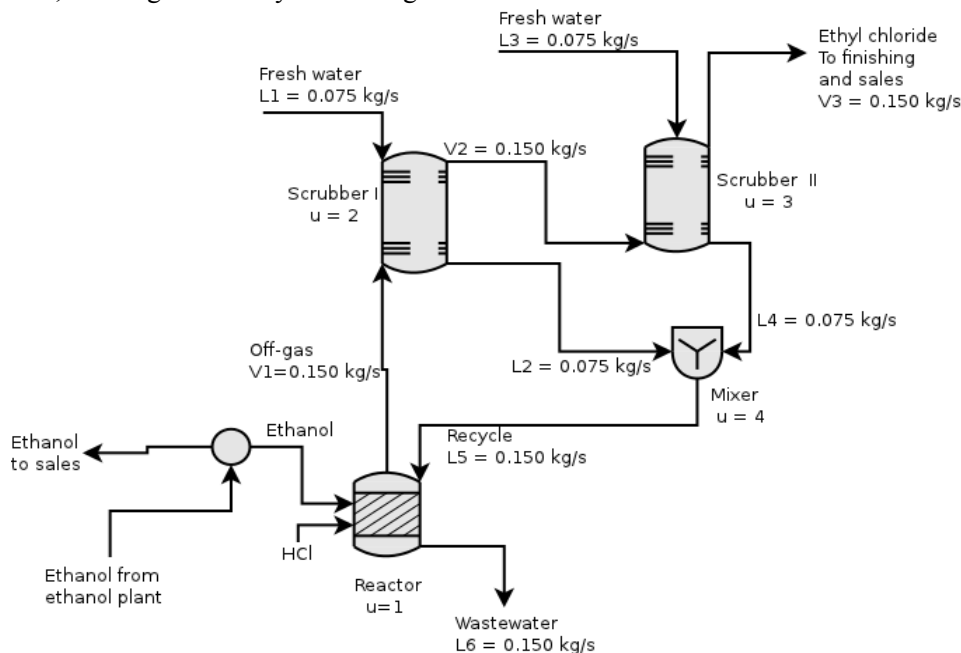 Fresh water
L3 = 0.075 kg/s
Ethyl chloride
To finishing
and sales
V3 = 0.150 kg/s
Fresh water
L1 = 0.075 kg/s
V2 = 0.150 kg/s
Scrubber I
u = 2
Scrubber II
u = 3
L4 = 0.075 kg/s
Off-gas
V1=0.150 kg/s
L2 = 0.075 kg/s
Mixer
u = 4
Ethanol
to sales
Ethanol
Recycle
L5 = 0.150 kg/s
HCl
Ethanol from
ethanol plant
Reactor
u=1
Wastewater
L6 = 0.150 kg/s